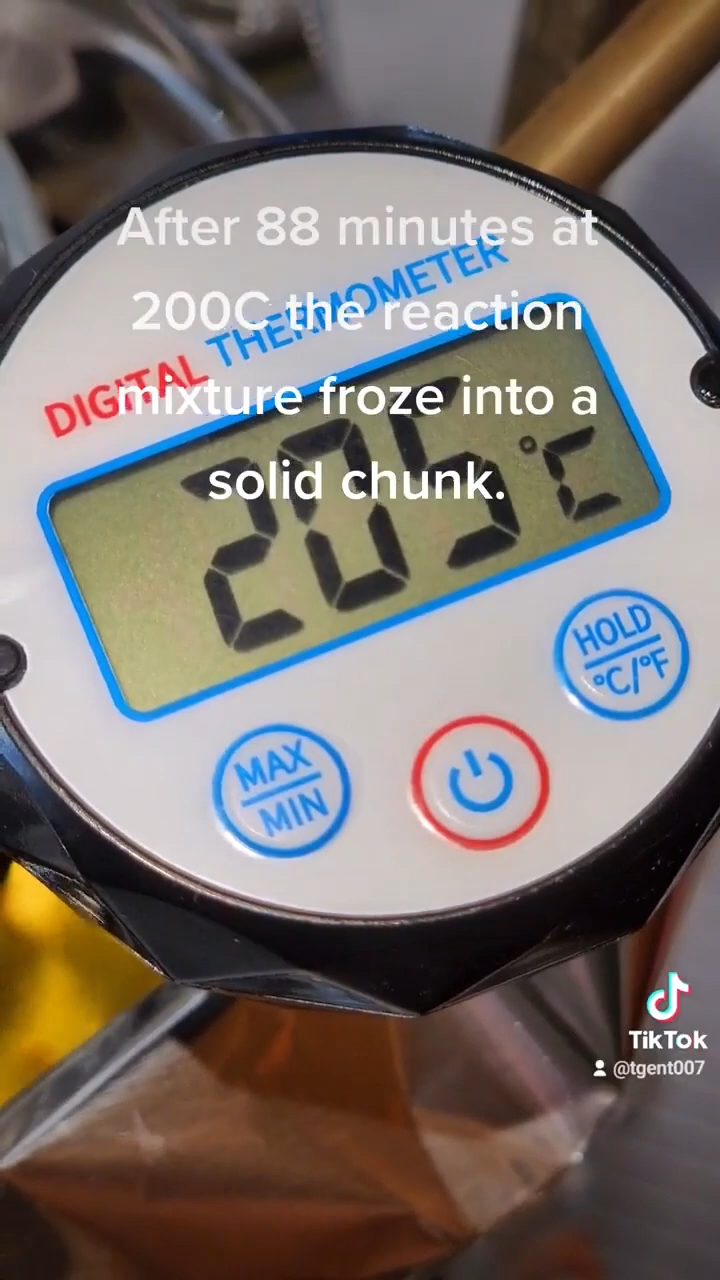 After 88 minutes at
200C the reaction
mixture froze into a
solid chunk.
DIGITAL THERMOMETER
205°C
HOLD
°C/°F
MAX
MIN
TikTok
@tgent007